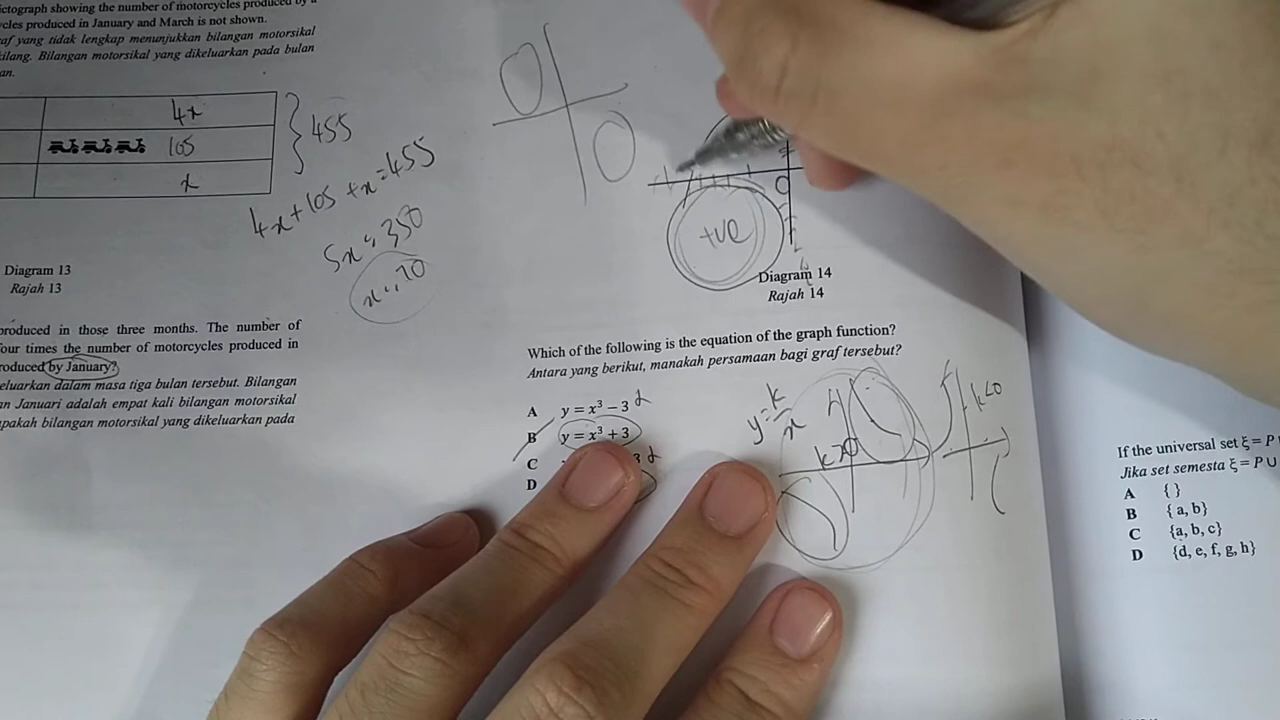 ctograph showing the number of motorcycles produced by a
cles produced in January and March is not shown.
af yang tidak lengkap menunjukkan bilangan motorsikal
kilang. Bilangan motorsikal yang dikeluarkan pada bulan
an.
4x
105
x
455
4x+105+x=455
5x=350
x=70
Diagram 13
Rajah 13
produced in those three months. The number of
four times the number of motorcycles produced in
roduced by January?
eluarkan dalam masa tiga bulan tersebut. Bilangan
an Januari adalah empat kali bilangan motorsikal
apakah bilangan motorsikal yang dikeluarkan pada
+ve
O
Diagram 14
Rajah 14
Which of the following is the equation of the graph function?
Antara yang berikut, manakah persamaan bagi graf tersebut?
A y = x³ – 3
B y = x³ + 3
C 3
D
y=k/x
k>0
k<0
If the universal set ξ = P
Jika set semesta ξ = P ∪
A { }
B { a, b}
C {a, b, c}
D {d, e, f, g, h}